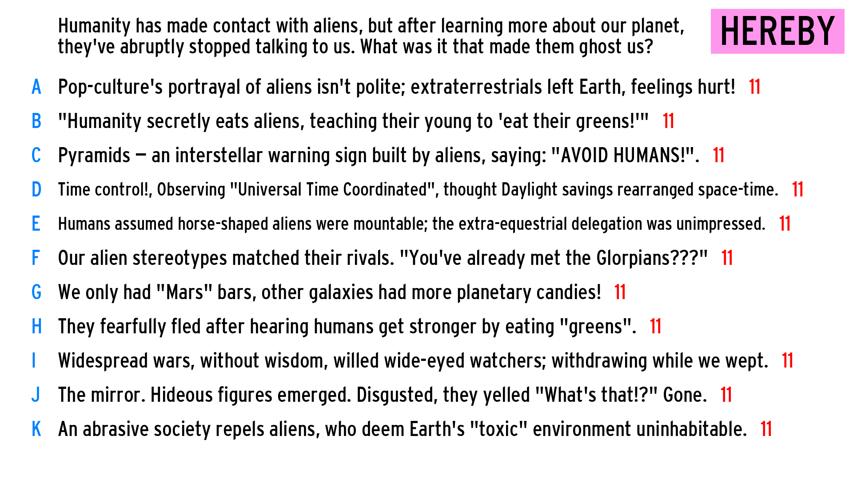 Humanity has made contact with aliens, but after learning more about our planet,
they've abruptly stopped talking to us. What was it that made them ghost us?
HEREBY
A Pop-culture's portrayal of aliens isn't polite; extraterrestrials left Earth, feelings hurt! 11
B "Humanity secretly eats aliens, teaching their young to 'eat their greens!'" 11
C Pyramids – an interstellar warning sign built by aliens, saying: "AVOID HUMANS!". 11
D Time control!, Observing "Universal Time Coordinated", thought Daylight savings rearranged space-time. 11
E Humans assumed horse-shaped aliens were mountable; the extra-equestrial delegation was unimpressed. 11
F Our alien stereotypes matched their rivals. "You've already met the Glorpians???" 11
G We only had "Mars" bars, other galaxies had more planetary candies! 11
H They fearfully fled after hearing humans get stronger by eating "greens". 11
I Widespread wars, without wisdom, willed wide-eyed watchers; withdrawing while we wept. 11
J The mirror. Hideous figures emerged. Disgusted, they yelled "What's that!?" Gone. 11
K An abrasive society repels aliens, who deem Earth's "toxic" environment uninhabitable. 11